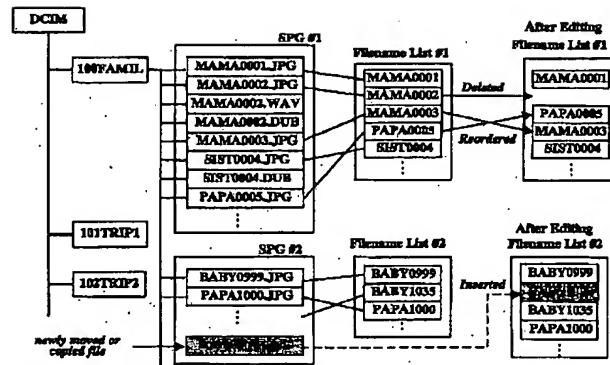 DCIM
100FAMIL
101TRIP1
102TRIP2
newly moved or
copied file
SPG #1
MAMA0001.JPG
MAMA0002.JPG
MAMA0002.WAV
MAMA0002.DUB
MAMA0003.JPG
SIST0004.JPG
SIST0004.DUB
PAPA0005.JPG
Filename List #1
MAMA0001
MAMA0002
MAMA0003
PAPA0005
SIST0004
Deleted
Reordered
After Editing
Filename List #1
MAMA0001
PAPA0005
MAMA0003
SIST0004
SPG #2
BABY0999.JPG
PAPA1000.JPG
Filename List #2
BABY0999
BABY1035
PAPA1000
Inserted
After Editing
Filename List #2
BABY0999
BABY1035
PAPA1000